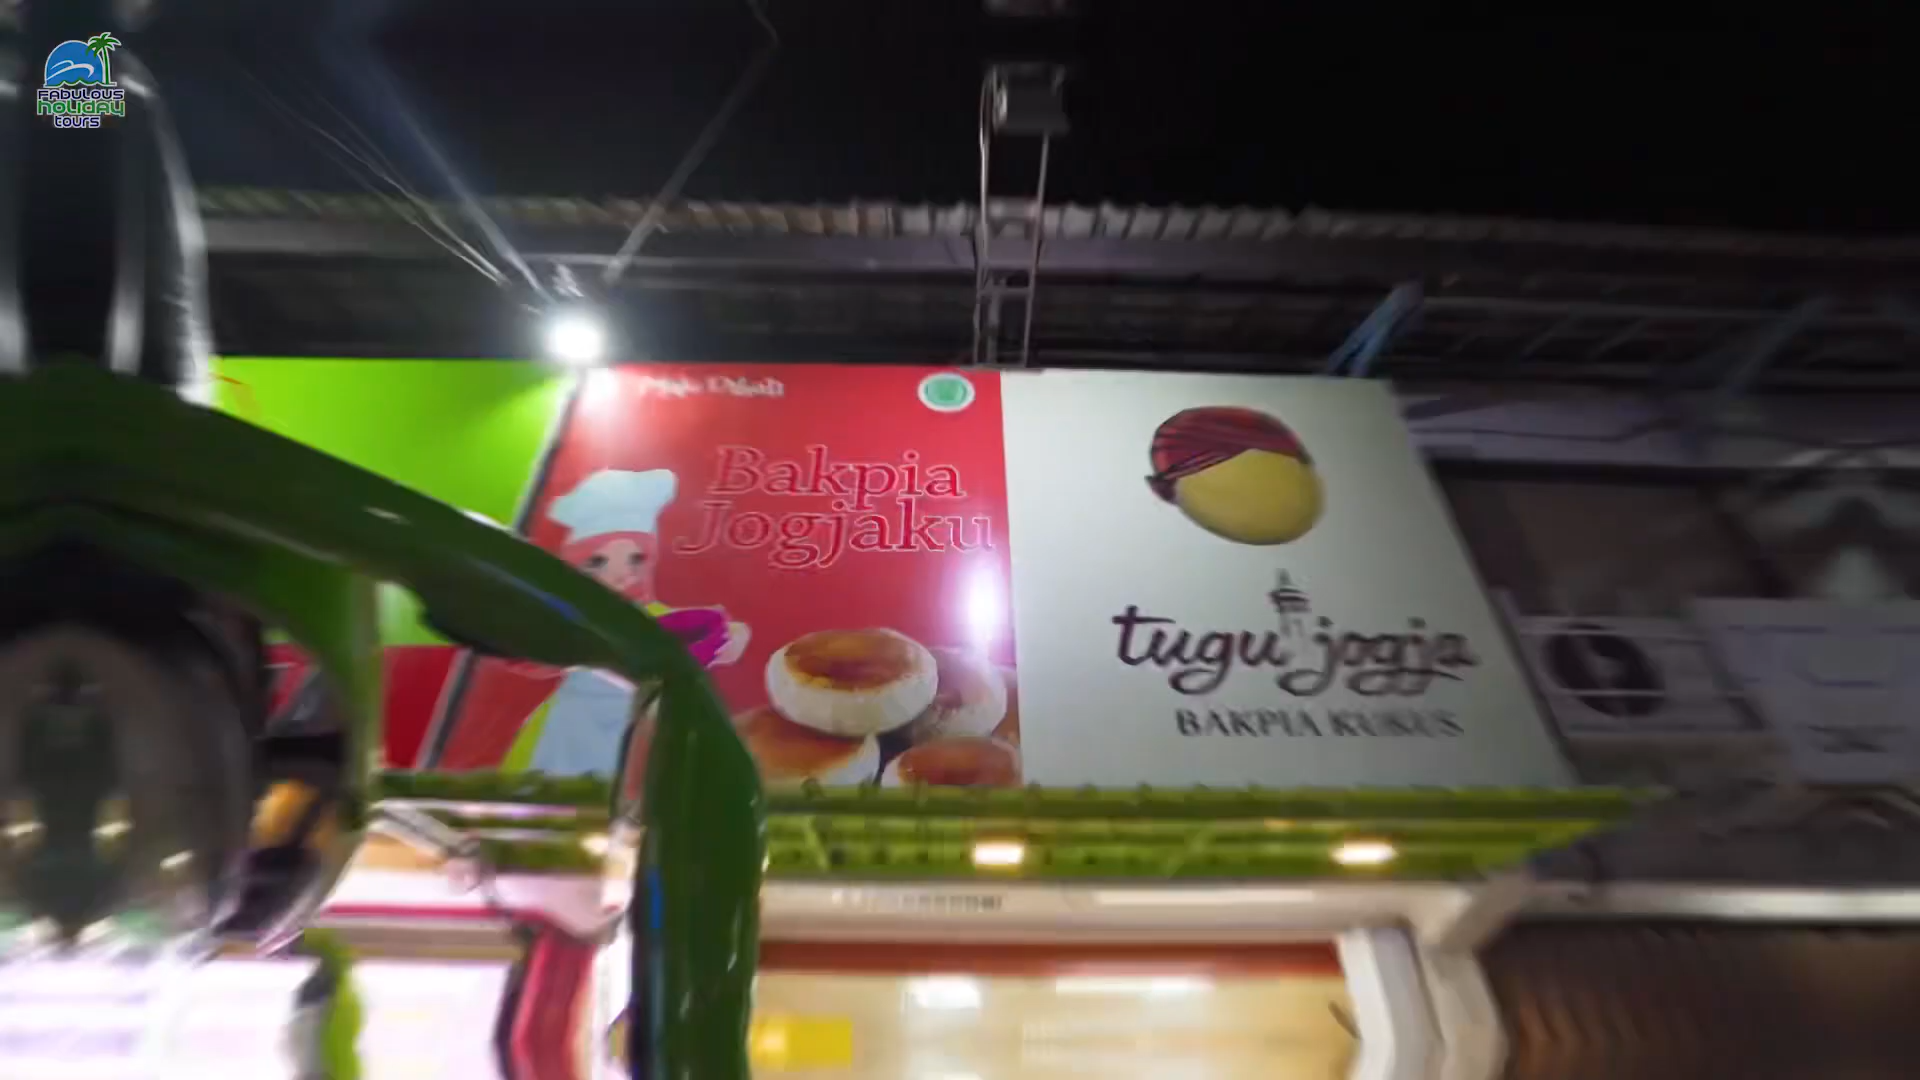 FABULOUS
HOLIDAY
TOURS
Bakpia
Jogjaku
tugu jogja
BAKPIA KUKUS